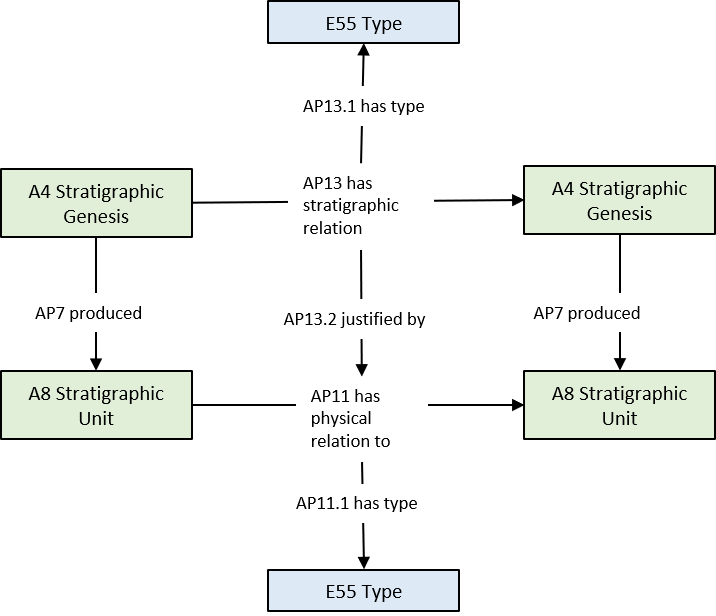 E55 Type
AP13.1 has type
A4 Stratigraphic
Genesis
AP13 has
stratigraphic
relation
A4 Stratigraphic
Genesis
AP7 produced
AP13.2 justified by
AP7 produced
A8 Stratigraphic
Unit
AP11 has
physical
relation to
A8 Stratigraphic
Unit
AP11.1 has type
E55 Type